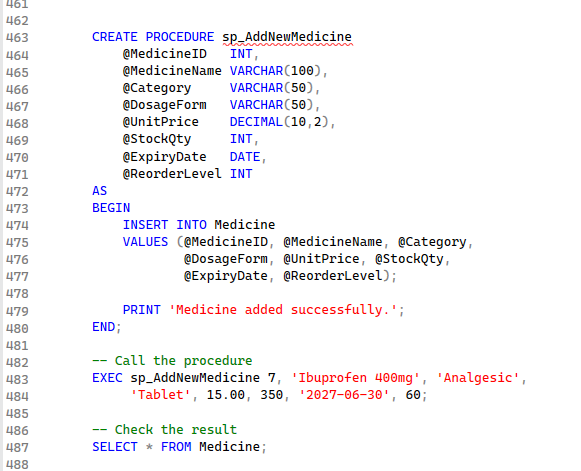 461
462
463 CREATE PROCEDURE sp_AddNewMedicine
464 @MedicineID INT,
465 @MedicineName VARCHAR(100),
466 @Category VARCHAR(50),
467 @DosageForm VARCHAR(50),
468 @UnitPrice DECIMAL(10,2),
469 @StockQty INT,
470 @ExpiryDate DATE,
471 @ReorderLevel INT
472 AS
473 BEGIN
474 INSERT INTO Medicine
475 VALUES (@MedicineID, @MedicineName, @Category,
476 @DosageForm, @UnitPrice, @StockQty,
477 @ExpiryDate, @ReorderLevel);
478
479 PRINT 'Medicine added successfully.';
480 END;
481
482 -- Call the procedure
483 EXEC sp_AddNewMedicine 7, 'Ibuprofen 400mg', 'Analgesic',
484 'Tablet', 15.00, 350, '2027-06-30', 60;
485
486 -- Check the result
487 SELECT * FROM Medicine;
488